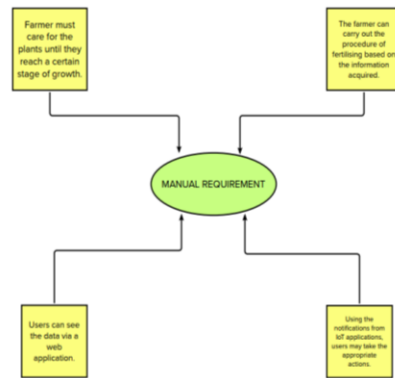 Farmer must
care for the
plants until they
reach a certain
stage of growth.
The farmer can
carry out the
procedure of
fertilising based on
the information
acquired.
MANUAL REQUIREMENT
Users can see
the data via a
web
application.
Using the
notifications from
IoT applications,
users may take the
appropriate
actions.